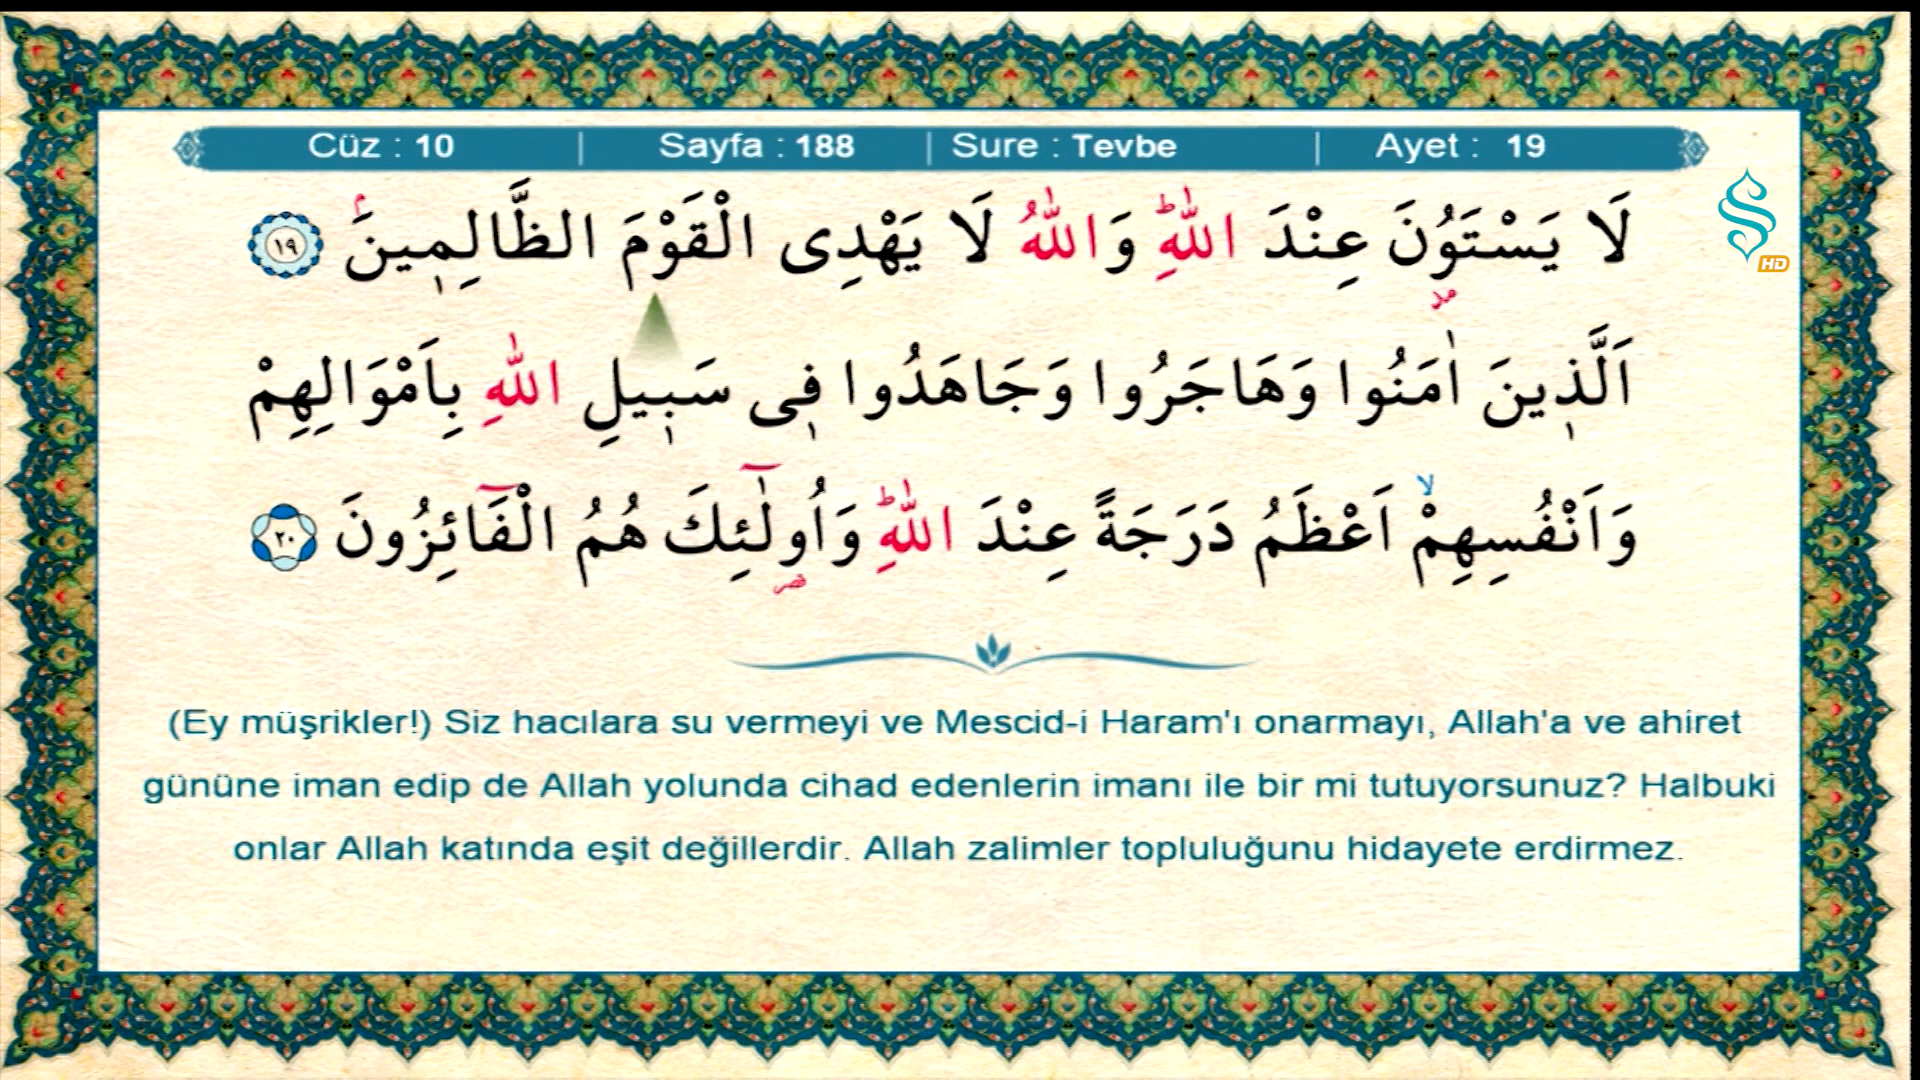 Cüz : 10 | Sayfa : 188 | Sure : Tevbe | Ayet : 19
لَا يَسْتَوُ۫نَ عِنْدَ اللّٰهِؕ وَاللّٰهُ لَا يَهْدِى الْقَوْمَ الظَّالِمٖينَۘ ﴿١٩﴾
HD
اَلَّذٖينَ اٰمَنُوا وَهَاجَرُوا وَجَاهَدُوا فٖى سَبٖيلِ اللّٰهِ بِاَمْوَالِهِمْ
وَاَنْفُسِهِمْۙ اَعْظَمُ دَرَجَةً عِنْدَ اللّٰهِؕ وَاُولٰٓئِكَ هُمُ الْفَٓائِزُونَ ﴿٢٠﴾
(Ey müşrikler!) Siz hacılara su vermeyi ve Mescid-i Haram'ı onarmayı, Allah'a ve ahiret
gününe iman edip de Allah yolunda cihad edenlerin imanı ile bir mi tutuyorsunuz? Halbuki
onlar Allah katında eşit değillerdir. Allah zalimler topluluğunu hidayete erdirmez.